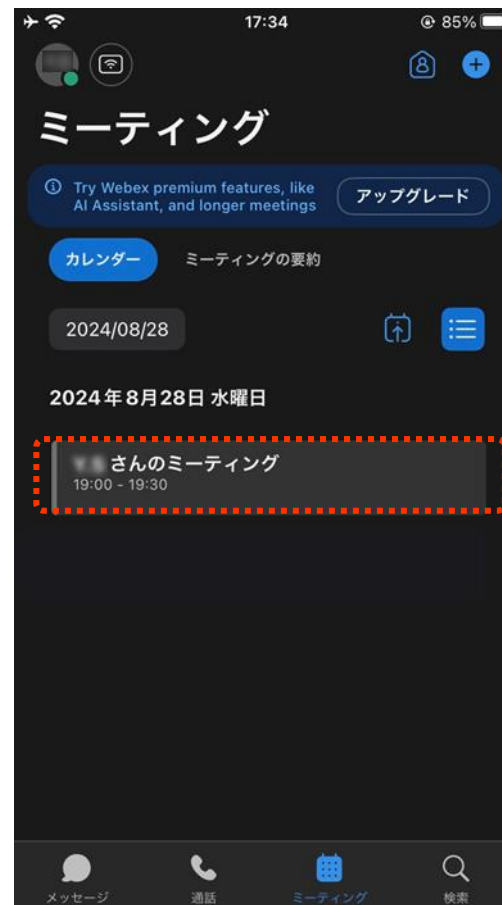 17:34
85%
ミーティング
Try Webex premium features, like
AI Assistant, and longer meetings
アップグレード
カレンダー
ミーティングの要約
2024/08/28
2024年8月28日 水曜日
さんのミーティング
19:00 - 19:30
メッセージ
通話
ミーティング
検索